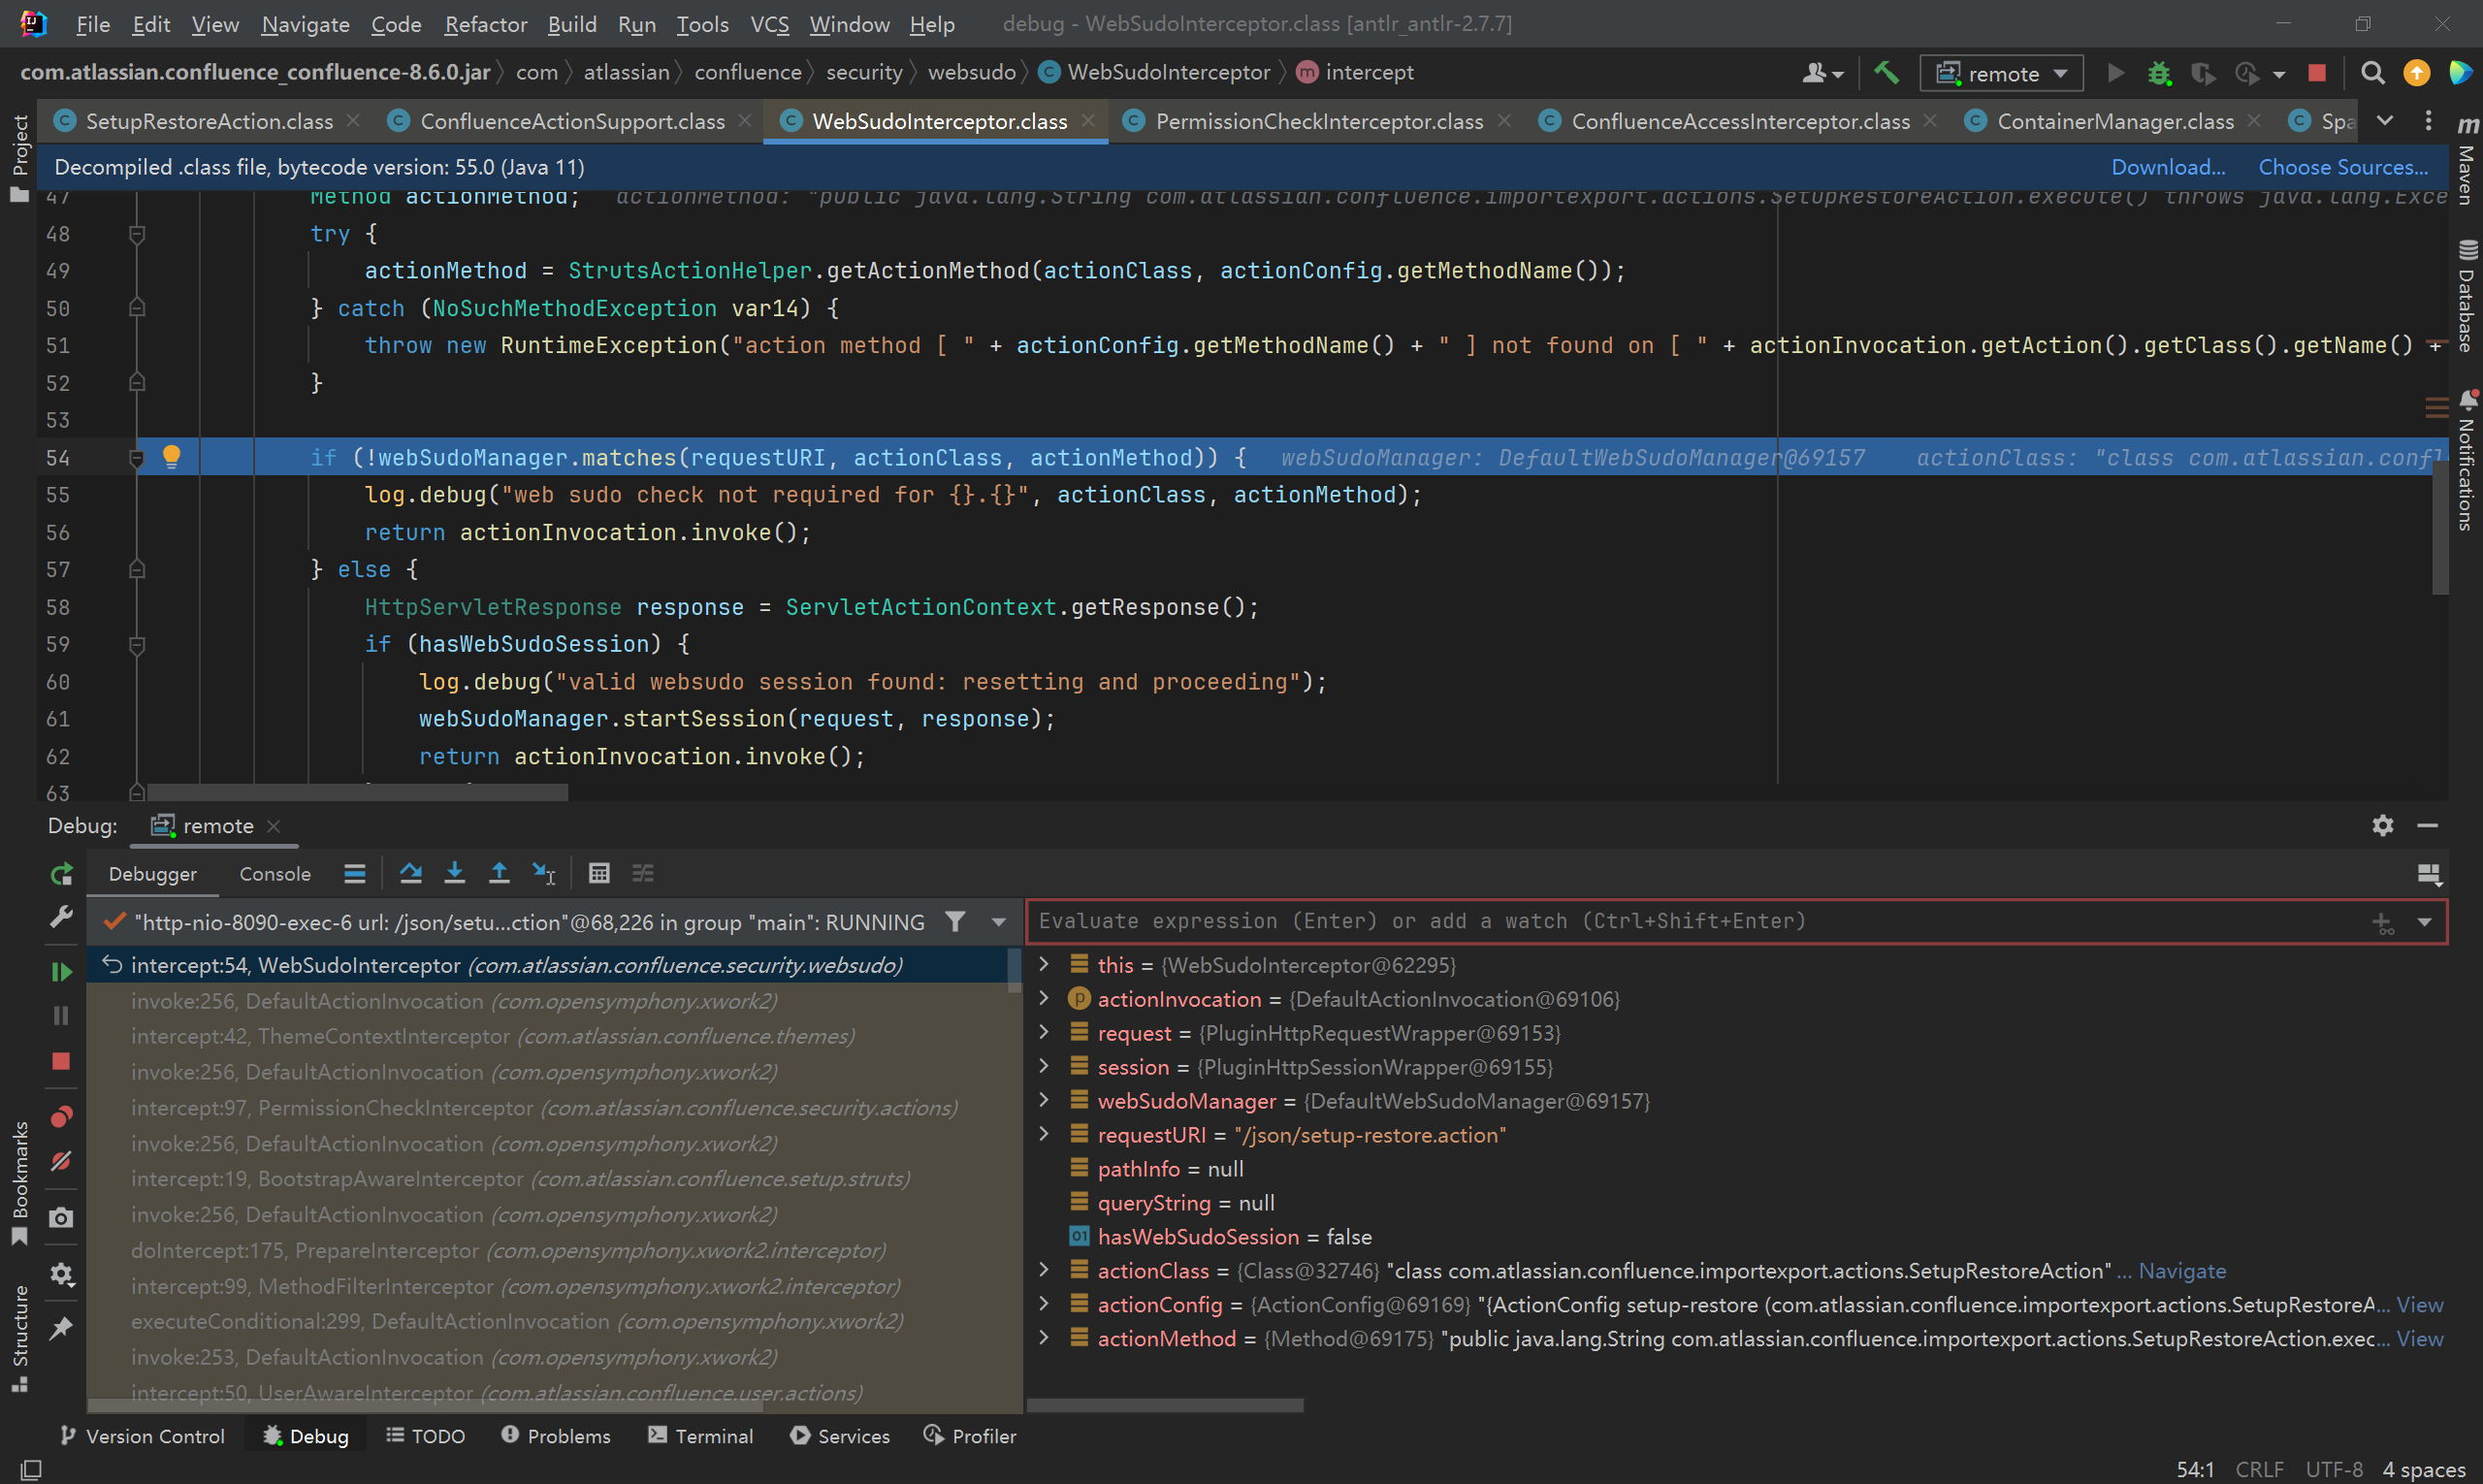 File Edit View Navigate Code Refactor Build Run Tools VCS Window Help debug - WebSudoInterceptor.class [antlr_antlr-2.7.7]
com.atlassian.confluence_confluence-8.6.0.jar com atlassian confluence security websudo WebSudoInterceptor intercept remote
SetupRestoreAction.class ConfluenceActionSupport.class WebSudoInterceptor.class PermissionCheckInterceptor.class ConfluenceAccessInterceptor.class ContainerManager.class Spa
Decompiled .class file, bytecode version: 55.0 (Java 11) Download... Choose Sources...
47 Method actionMethod; actionMethod: "public java.lang.String com.atlassian.confluence.importexport.actions.SetupRestoreAction.execute() throws java.lang.Exce
48 try {
49 actionMethod = StrutsActionHelper.getActionMethod(actionClass, actionConfig.getMethodName());
50 } catch (NoSuchMethodException var14) {
51 throw new RuntimeException("action method [ " + actionConfig.getMethodName() + " ] not found on [ " + actionInvocation.getAction().getClass().getName() +
52 }
53
54 if (!webSudoManager.matches(requestURI, actionClass, actionMethod)) { webSudoManager: DefaultWebSudoManager@69157 actionClass: "class com.atlassian.confl
55 log.debug("web sudo check not required for {}.{}", actionClass, actionMethod);
56 return actionInvocation.invoke();
57 } else {
58 HttpServletResponse response = ServletActionContext.getResponse();
59 if (hasWebSudoSession) {
60 log.debug("valid websudo session found: resetting and proceeding");
61 webSudoManager.startSession(request, response);
62 return actionInvocation.invoke();
63
Project
Bookmarks
Structure
Maven
Database
Notifications
Debug: remote
Debugger Console
"http-nio-8090-exec-6 url: /json/setu...ction"@68,226 in group "main": RUNNING
intercept:54, WebSudoInterceptor (com.atlassian.confluence.security.websudo)
invoke:256, DefaultActionInvocation (com.opensymphony.xwork2)
intercept:42, ThemeContextInterceptor (com.atlassian.confluence.themes)
invoke:256, DefaultActionInvocation (com.opensymphony.xwork2)
intercept:97, PermissionCheckInterceptor (com.atlassian.confluence.security.actions)
invoke:256, DefaultActionInvocation (com.opensymphony.xwork2)
intercept:19, BootstrapAwareInterceptor (com.atlassian.confluence.setup.struts)
invoke:256, DefaultActionInvocation (com.opensymphony.xwork2)
doIntercept:175, PrepareInterceptor (com.opensymphony.xwork2.interceptor)
intercept:99, MethodFilterInterceptor (com.opensymphony.xwork2.interceptor)
executeConditional:299, DefaultActionInvocation (com.opensymphony.xwork2)
invoke:253, DefaultActionInvocation (com.opensymphony.xwork2)
intercept:50, UserAwareInterceptor (com.atlassian.confluence.user.actions)
Evaluate expression (Enter) or add a watch (Ctrl+Shift+Enter)
this = {WebSudoInterceptor@62295}
actionInvocation = {DefaultActionInvocation@69106}
request = {PluginHttpRequestWrapper@69153}
session = {PluginHttpSessionWrapper@69155}
webSudoManager = {DefaultWebSudoManager@69157}
requestURI = "/json/setup-restore.action"
pathInfo = null
queryString = null
hasWebSudoSession = false
actionClass = {Class@32746} "class com.atlassian.confluence.importexport.actions.SetupRestoreAction" ... Navigate
actionConfig = {ActionConfig@69169} "{ActionConfig setup-restore (com.atlassian.confluence.importexport.actions.SetupRestoreA... View
actionMethod = {Method@69175} "public java.lang.String com.atlassian.confluence.importexport.actions.SetupRestoreAction.exec... View
Version Control Debug TODO Problems Terminal Services Profiler
54:1 CRLF UTF-8 4 spaces